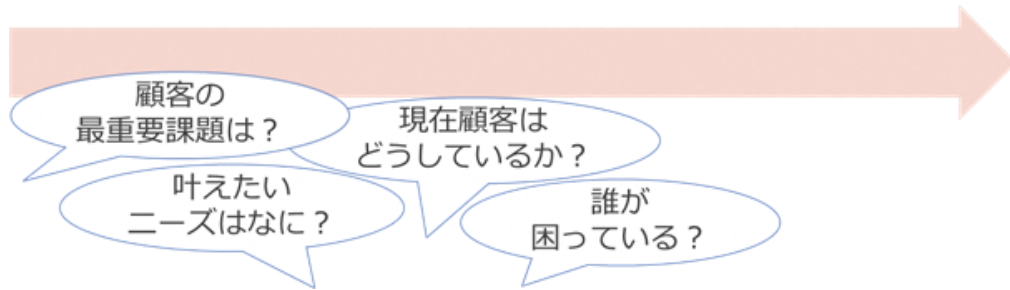 顧客の
最重要課題は？
現在顧客は
どうしているか？
叶えたい
ニーズはなに？
誰が
困っている？